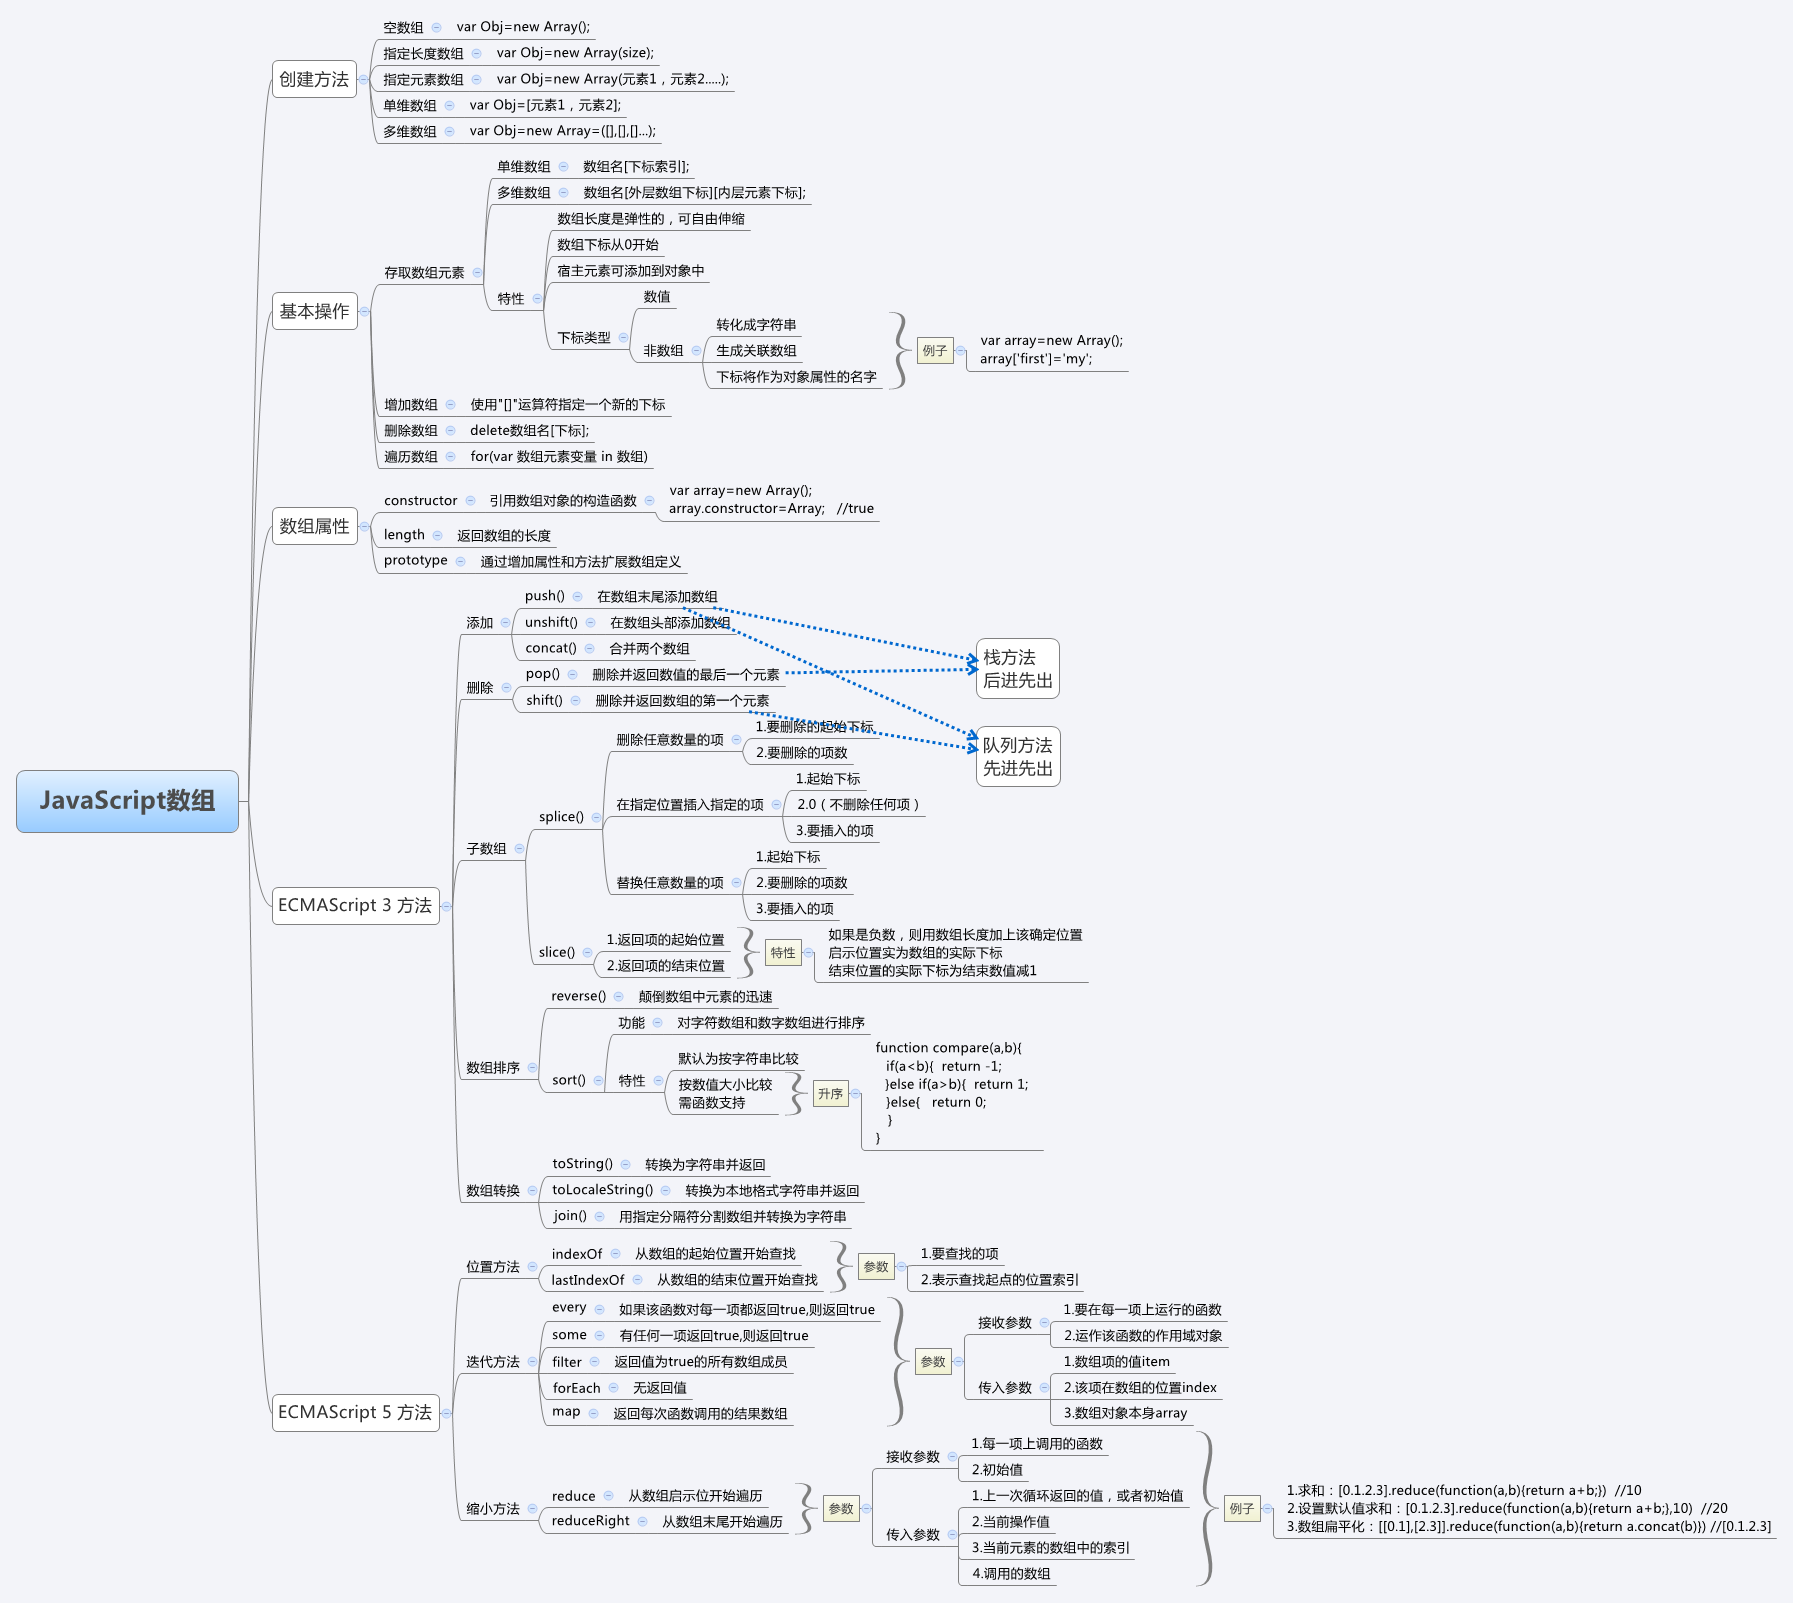 JavaScript数组
创建方法
空数组 var Obj=new Array();
指定长度数组 var Obj=new Array(size);
指定元素数组 var Obj=new Array(元素1，元素2.....);
单维数组 var Obj=[元素1，元素2];
多维数组 var Obj=new Array=([],[],[]...);
基本操作
存取数组元素
单维数组 数组名[下标索引];
多维数组 数组名[外层数组下标][内层元素下标];
特性
数组长度是弹性的，可自由伸缩
数组下标从0开始
宿主元素可添加到对象中
下标类型
数值
非数组
转化成字符串
生成关联数组
下标将作为对象属性的名字
例子
var array=new Array();
array['first']='my';
增加数组 使用"[]"运算符指定一个新的下标
删除数组 delete数组名[下标];
遍历数组 for(var 数组元素变量 in 数组)
数组属性
constructor 引用数组对象的构造函数
var array=new Array();
array.constructor=Array; //true
length 返回数组的长度
prototype 通过增加属性和方法扩展数组定义
ECMAScript 3 方法
添加
push() 在数组末尾添加数组
unshift() 在数组头部添加数组
concat() 合并两个数组
删除
pop() 删除并返回数值的最后一个元素
shift() 删除并返回数组的第一个元素
栈方法
后进先出
队列方法
先进先出
子数组
splice()
删除任意数量的项
1.要删除的起始下标
2.要删除的项数
在指定位置插入指定的项
1.起始下标
2.0（不删除任何项）
3.要插入的项
替换任意数量的项
1.起始下标
2.要删除的项数
3.要插入的项
slice()
1.返回项的起始位置
2.返回项的结束位置
特性
如果是负数，则用数组长度加上该确定位置
启示位置实为数组的实际下标
结束位置的实际下标为结束数值减1
数组排序
reverse() 颠倒数组中元素的迅速
sort()
功能 对字符数组和数字数组进行排序
特性
默认为按字符串比较
按数值大小比较
需函数支持
升序
function compare(a,b){
if(a<b){ return -1;
}else if(a>b){ return 1;
}else{ return 0;
}
}
数组转换
toString() 转换为字符串并返回
toLocaleString() 转换为本地格式字符串并返回
join() 用指定分隔符分割数组并转换为字符串
ECMAScript 5 方法
位置方法
indexOf 从数组的起始位置开始查找
lastIndexOf 从数组的结束位置开始查找
参数
1.要查找的项
2.表示查找起点的位置索引
迭代方法
every 如果该函数对每一项都返回true,则返回true
some 有任何一项返回true,则返回true
filter 返回值为true的所有数组成员
forEach 无返回值
map 返回每次函数调用的结果数组
参数
接收参数
1.要在每一项上运行的函数
2.运作该函数的作用域对象
传入参数
1.数组项的值item
2.该项在数组的位置index
3.数组对象本身array
缩小方法
reduce 从数组启示位开始遍历
reduceRight 从数组末尾开始遍历
参数
接收参数
1.每一项上调用的函数
2.初始值
传入参数
1.上一次循环返回的值，或者初始值
2.当前操作值
3.当前元素的数组中的索引
4.调用的数组
例子
1.求和：[0.1.2.3].reduce(function(a,b){return a+b;}) //10
2.设置默认值求和：[0.1.2.3].reduce(function(a,b){return a+b;},10) //20
3.数组扁平化：[[0.1],[2.3]].reduce(function(a,b){return a.concat(b)}) //[0.1.2.3]